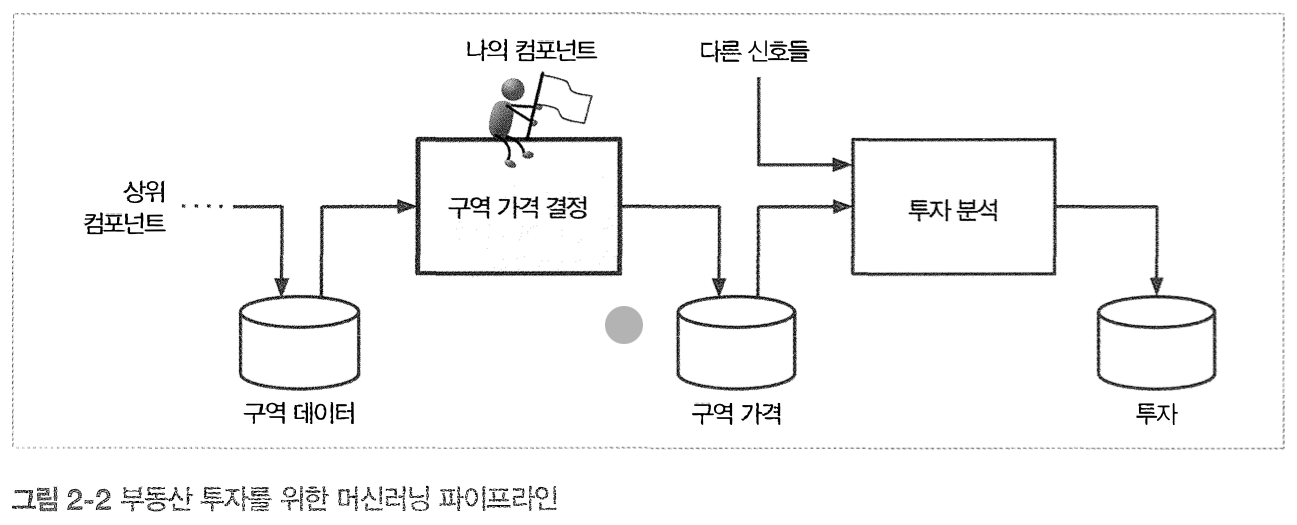 나의 컴포넌트
다른 신호들
상위
컴포넌트
구역 가격 결정
투자 분석
구역 데이터
구역 가격
투자
그림 2-2 부동산 투자를 위한 머신러닝 파이프라인